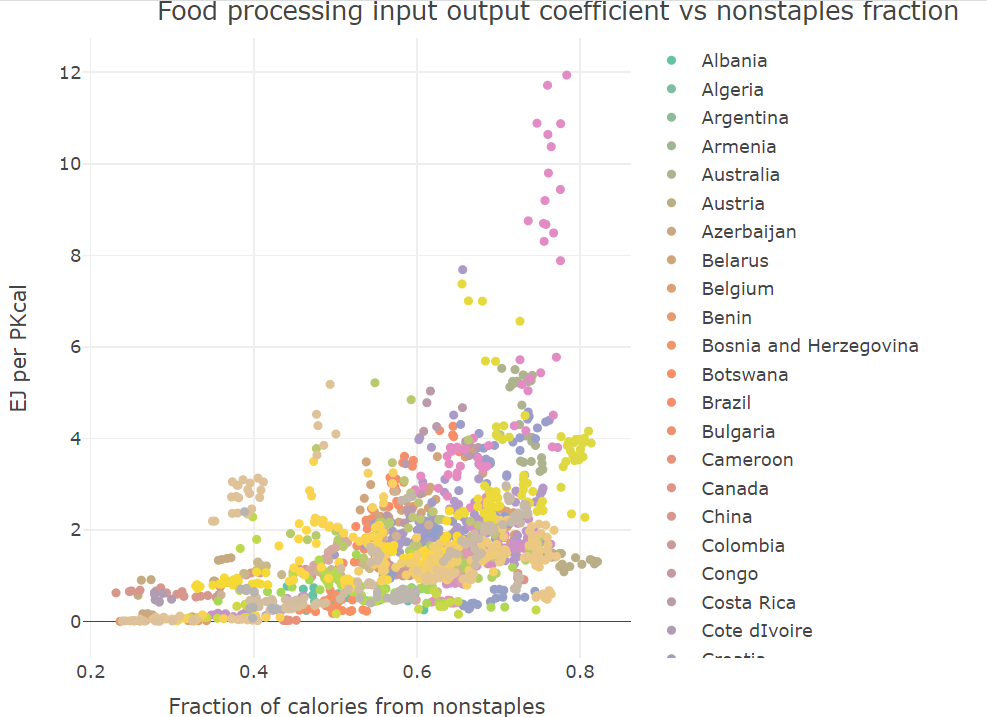 Food processing input output coefficient vs nonstaples fraction
12
10
8
6
4
2
0
EJ per PKcal
0.2
0.4
0.6
0.8
Fraction of calories from nonstaples
Albania
Algeria
Argentina
Armenia
Australia
Austria
Azerbaijan
Belarus
Belgium
Benin
Bosnia and Herzegovina
Botswana
Brazil
Bulgaria
Cameroon
Canada
China
Colombia
Congo
Costa Rica
Cote dIvoire
Croatia